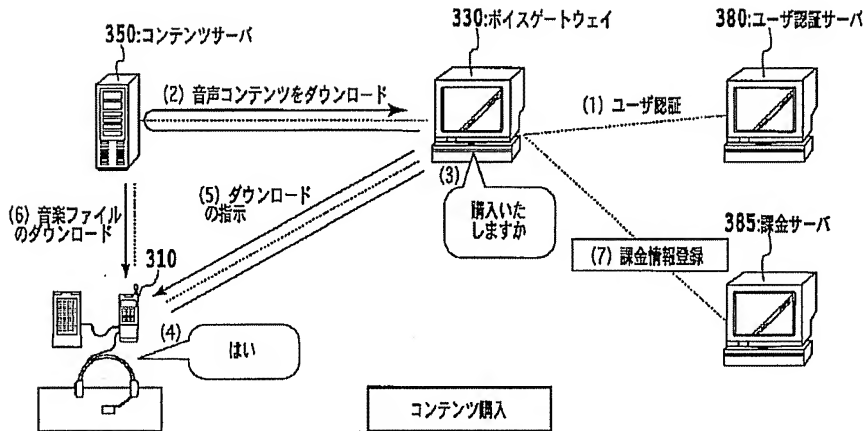 350:コンテンツサーバ
330:ボイスゲートウェイ
380:ユーザ認証サーバ
(2) 音声コンテンツをダウンロード
(1) ユーザ認証
(3)
購入いた
しますか
(5) ダウンロード
の指示
(6) 音楽ファイル
のダウンロード
385:課金サーバ
(7) 課金情報登録
310
(4)
はい
コンテンツ購入